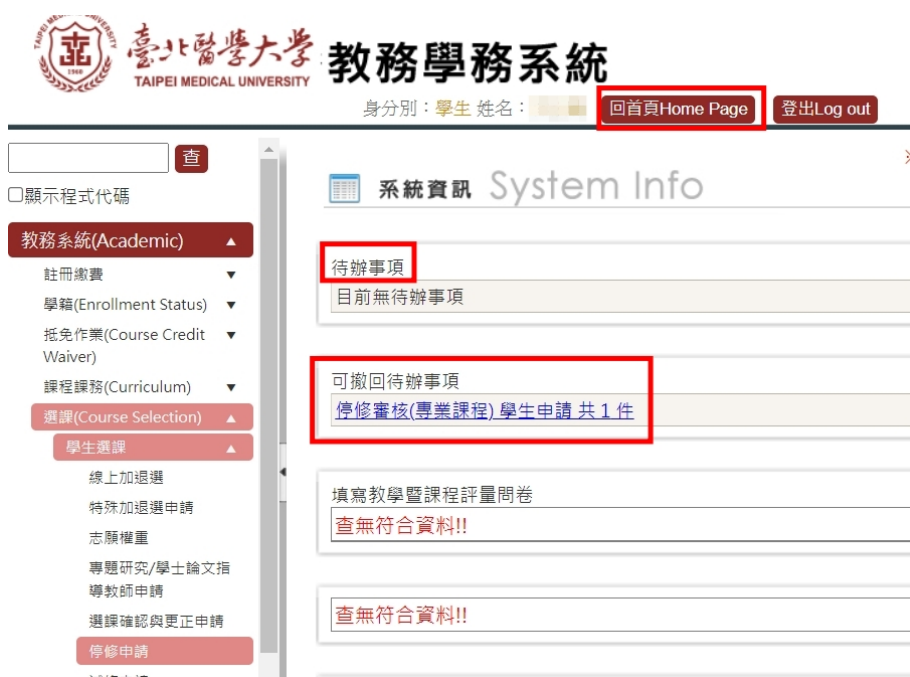 臺北醫學大學
TAIPEI MEDICAL UNIVERSITY
教務學務系統
身分別：學生 姓名：
回首頁Home Page
登出Log out
查
顯示程式代碼
教務系統(Academic) ▲
註冊繳費 ▼
學籍(Enrollment Status) ▼
抵免作業(Course Credit Waiver) ▼
課程課務(Curriculum) ▼
選課(Course Selection) ▲
學生選課 ▲
線上加退選
特殊加退選申請
志願權重
專題研究/學士論文指
導教師申請
選課確認與更正申請
停修申請
系統資訊 System Info
待辦事項
目前無待辦事項
可撤回待辦事項
停修審核(專業課程) 學生申請 共 1 件
填寫教學暨課程評量問卷
查無符合資料!!
查無符合資料!!